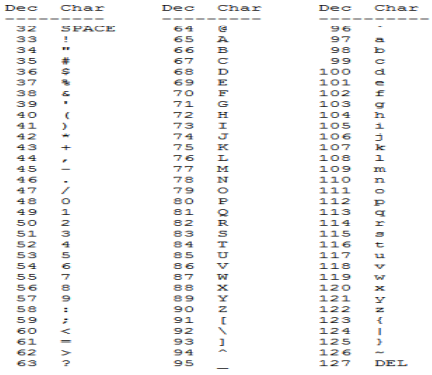 Dec Char Dec Char Dec Char
---------- ---------- ----------
32 SPACE 64 @ 96 `
33 ! 65 A 97 a
34 " 66 B 98 b
35 # 67 C 99 c
36 $ 68 D 100 d
37 % 69 E 101 e
38 & 70 F 102 f
39 ' 71 G 103 g
40 ( 72 H 104 h
41 ) 73 I 105 i
42 * 74 J 106 j
43 + 75 K 107 k
44 , 76 L 108 l
45 - 77 M 109 m
46 . 78 N 110 n
47 / 79 O 111 o
48 0 80 P 112 p
49 1 81 Q 113 q
50 2 82 R 114 r
51 3 83 S 115 s
52 4 84 T 116 t
53 5 85 U 117 u
54 6 86 V 118 v
55 7 87 W 119 w
56 8 88 X 120 x
57 9 89 Y 121 y
58 : 90 Z 122 z
59 ; 91 [ 123 {
60 < 92 \ 124 |
61 = 93 ] 125 }
62 > 94 ^ 126 ~
63 ? 95 _ 127 DEL